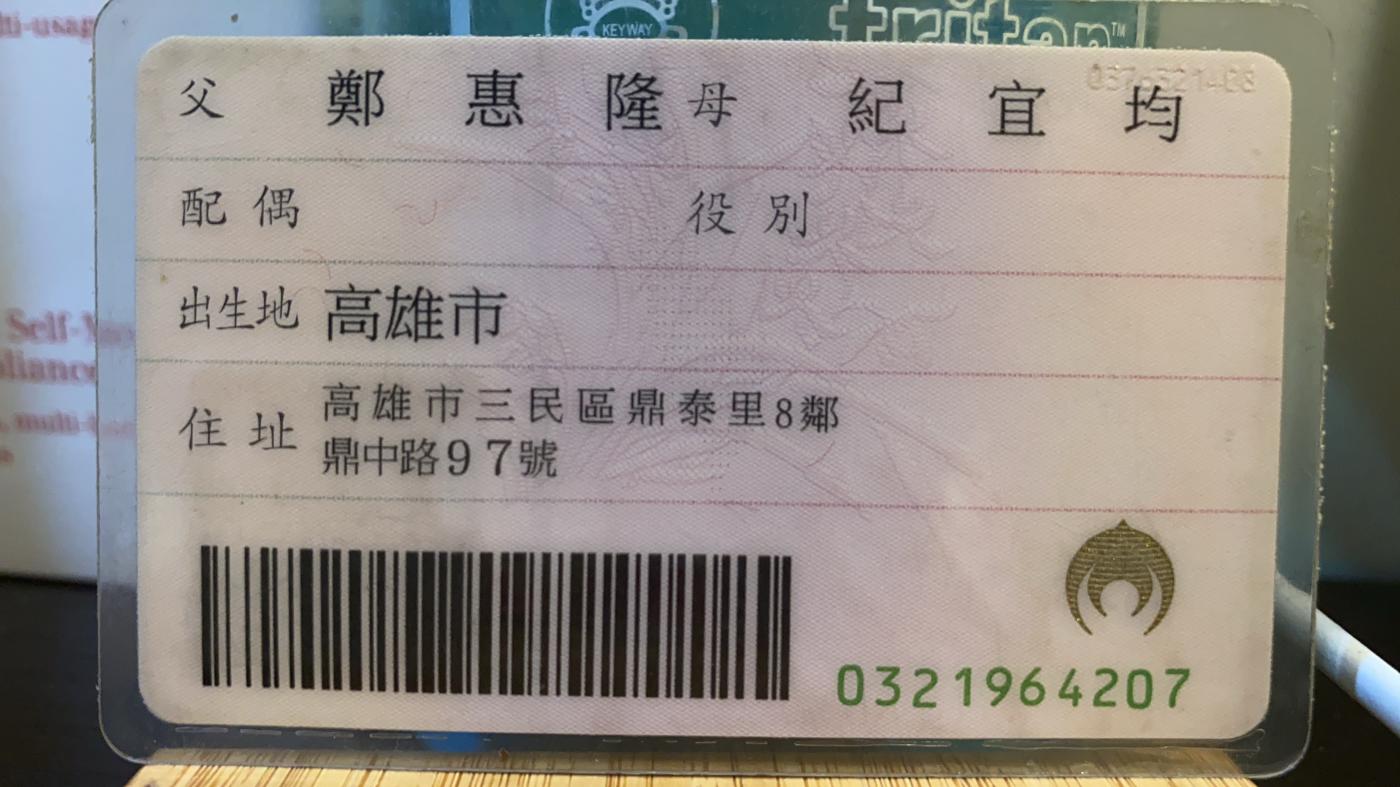 KEYWAY
tritan™
父 鄭惠隆 母 紀宜均
配偶 役別
出生地 高雄市
住址 高雄市三民區鼎泰里8鄰
鼎中路97號
0321964207